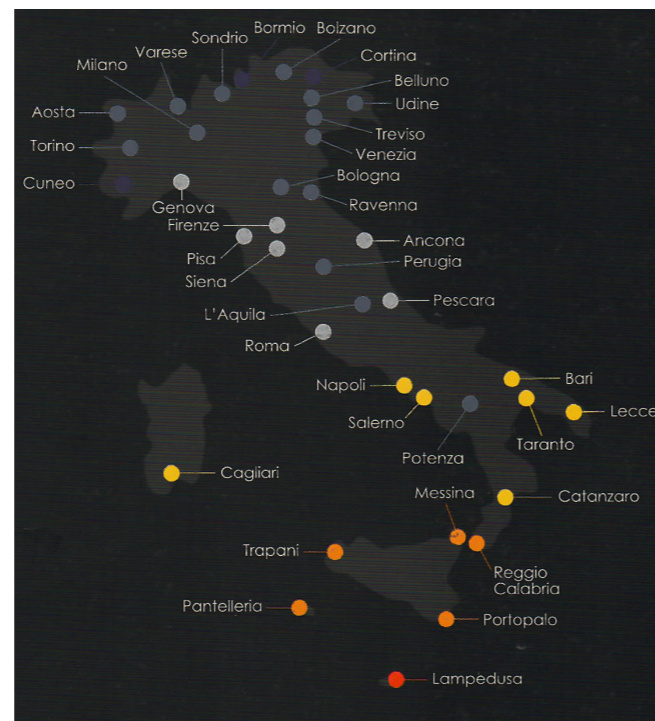 Bormio
Bolzano
Sondrio
Varese
Cortina
Milano
Belluno
Aosta
Udine
Treviso
Torino
Venezia
Bologna
Cuneo
Ravenna
Genova
Firenze
Ancona
Pisa
Perugia
Siena
L'Aquila
Pescara
Roma
Napoli
Bari
Salerno
Lecce
Taranto
Potenza
Cagliari
Messina
Catanzaro
Trapani
Reggio
Calabria
Pantelleria
Portopalo
Lampedusa